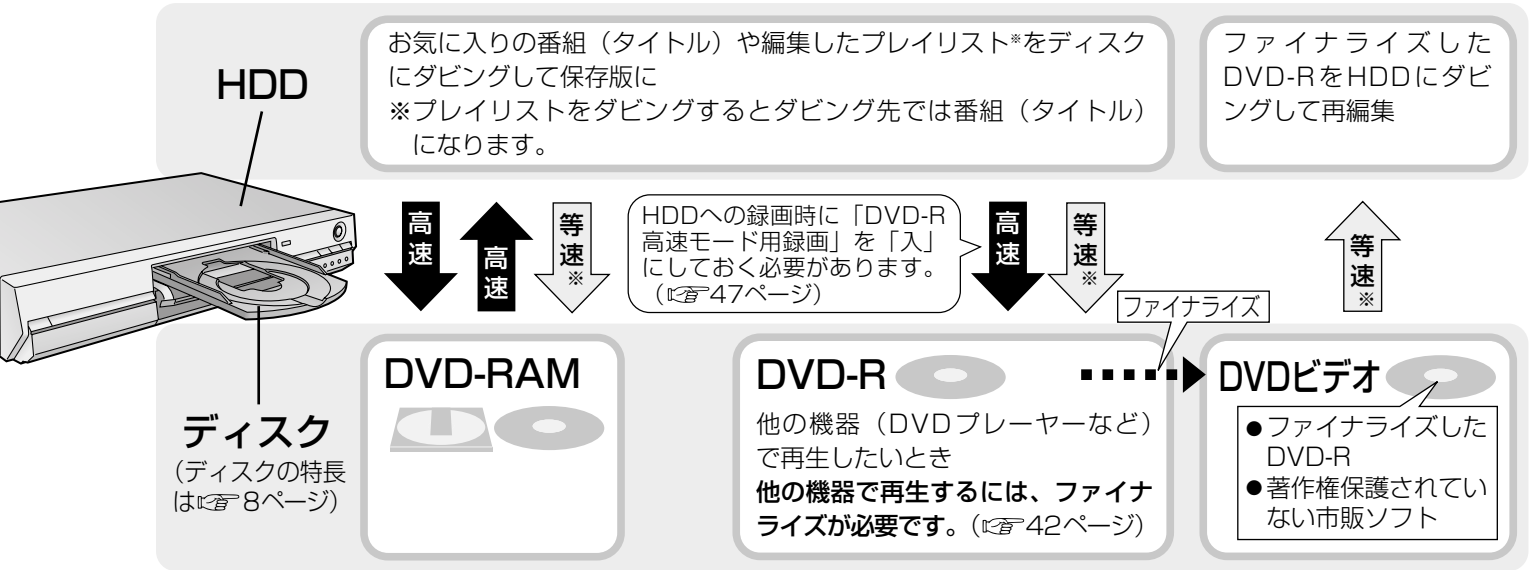 HDD
お気に入りの番組（タイトル）や編集したプレイリスト※をディスク
にダビングして保存版に
※プレイリストをダビングするとダビング先では番組（タイトル）
になります。
ファイナライズした
DVD-RをHDDにダビ
ングして再編集
高速
高速
等速※
HDDへの録画時に「DVD-R
高速モード用録画」を「入」
にしておく必要があります。
（☞47ページ）
高速
等速※
ファイナライズ
等速※
ディスク
（ディスクの特長
は☞8ページ）
DVD-RAM
DVD-R
他の機器（DVDプレーヤーなど）
で再生したいとき
他の機器で再生するには、ファイナ
ライズが必要です。（☞42ページ）
DVDビデオ
●ファイナライズした
DVD-R
●著作権保護されてい
ない市販ソフト